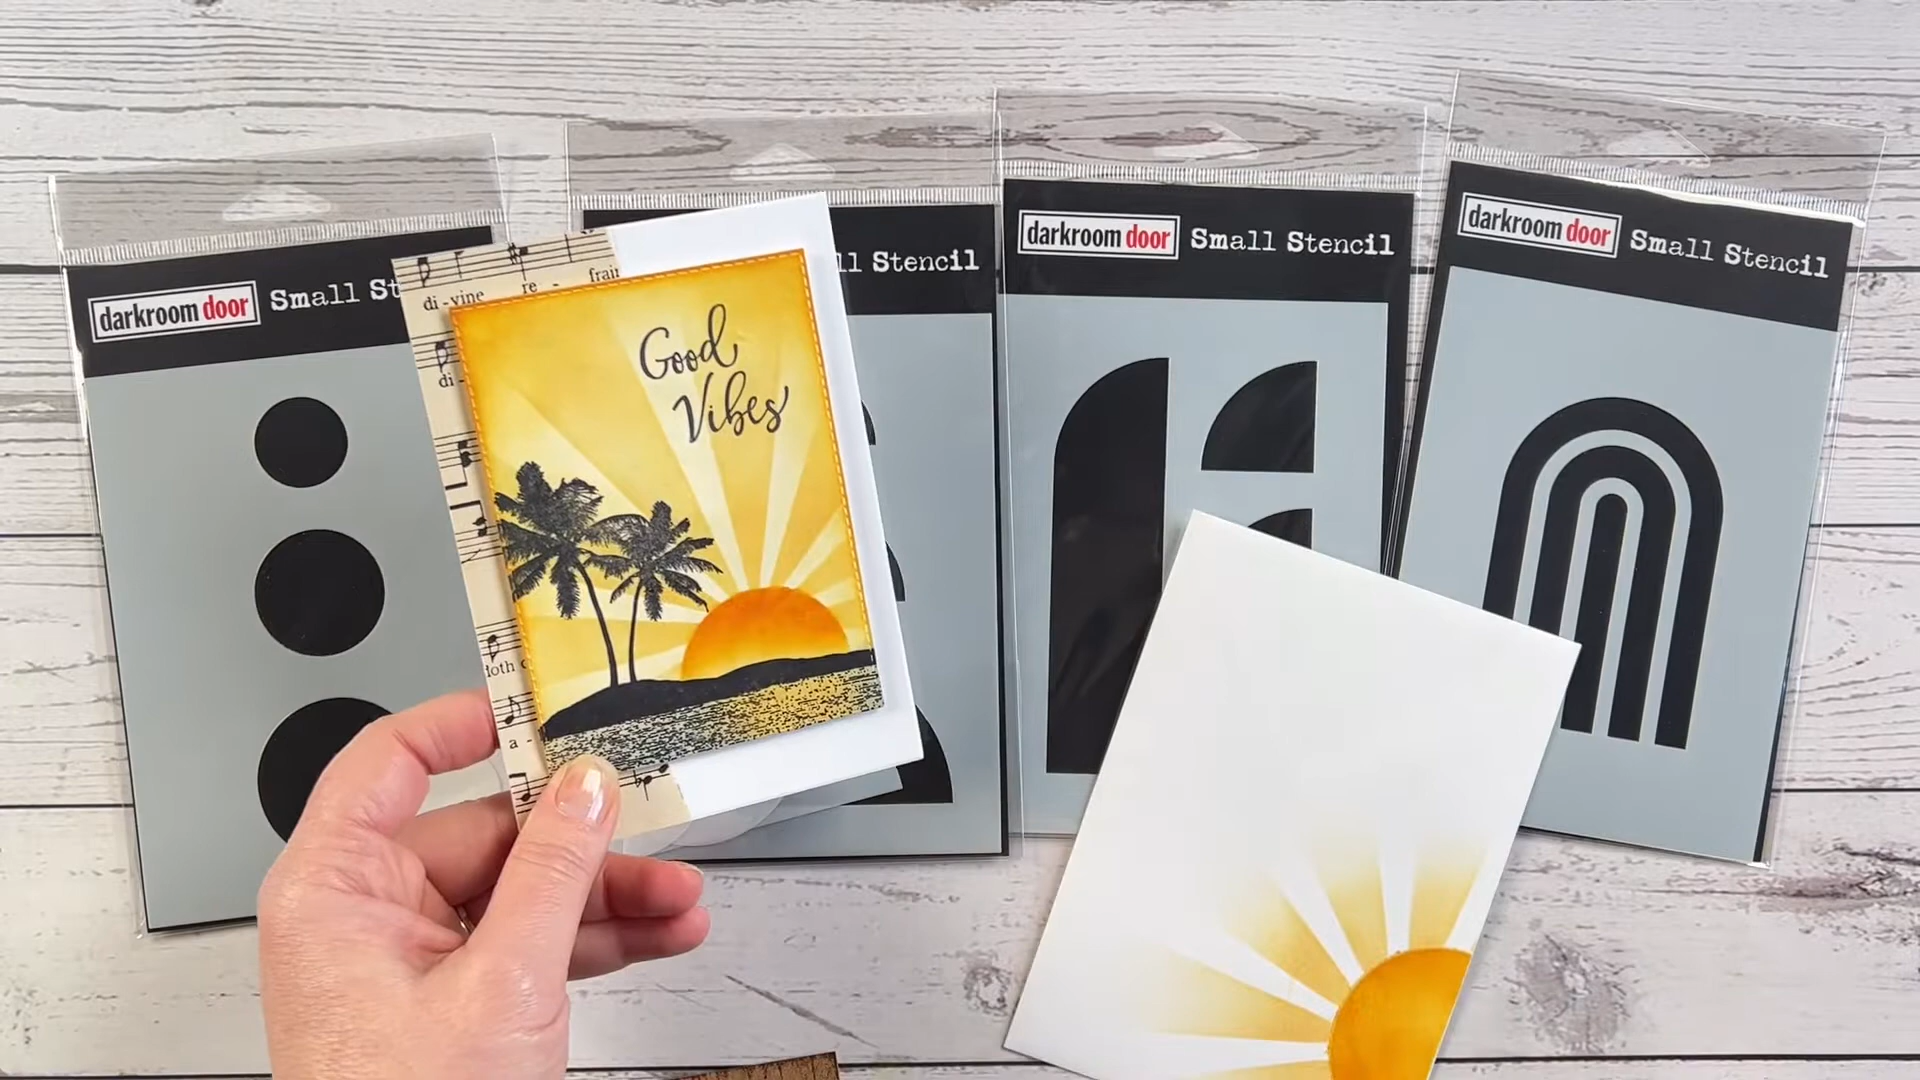 darkroom door Small St
ll Stencil
darkroom door Small Stencil
darkroom door Small Stencil
di-vine re - frain
di-
Good
Vibes
loth
a-